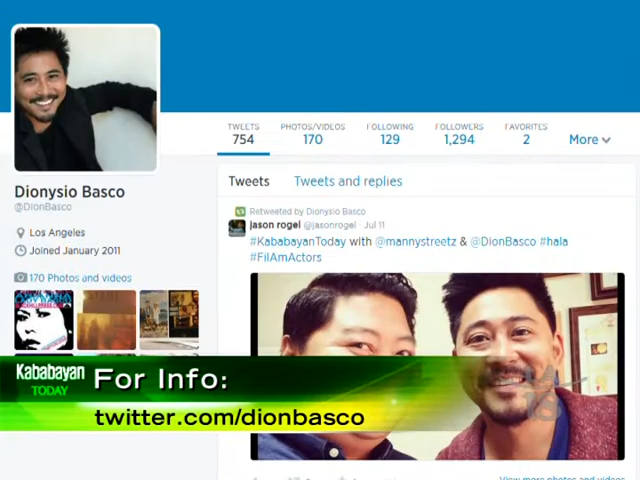 TWEETS PHOTOS/VIDEOS FOLLOWING FOLLOWERS FAVORITES
754 170 129 1,294 2 More
Dionysio Basco
@DionBasco
Los Angeles
Joined January 2011
170 Photos and videos
Tweets Tweets and replies
Retweeted by Dionysio Basco
jason rogel @jasonrogel · Jul 11
#KababayanToday with @mannystreetz & @DIonBasco #hala
#FilAmActors
Kababayan
TODAY
For Info:
twitter.com/dionbasco
LA
18
View more photos and videos